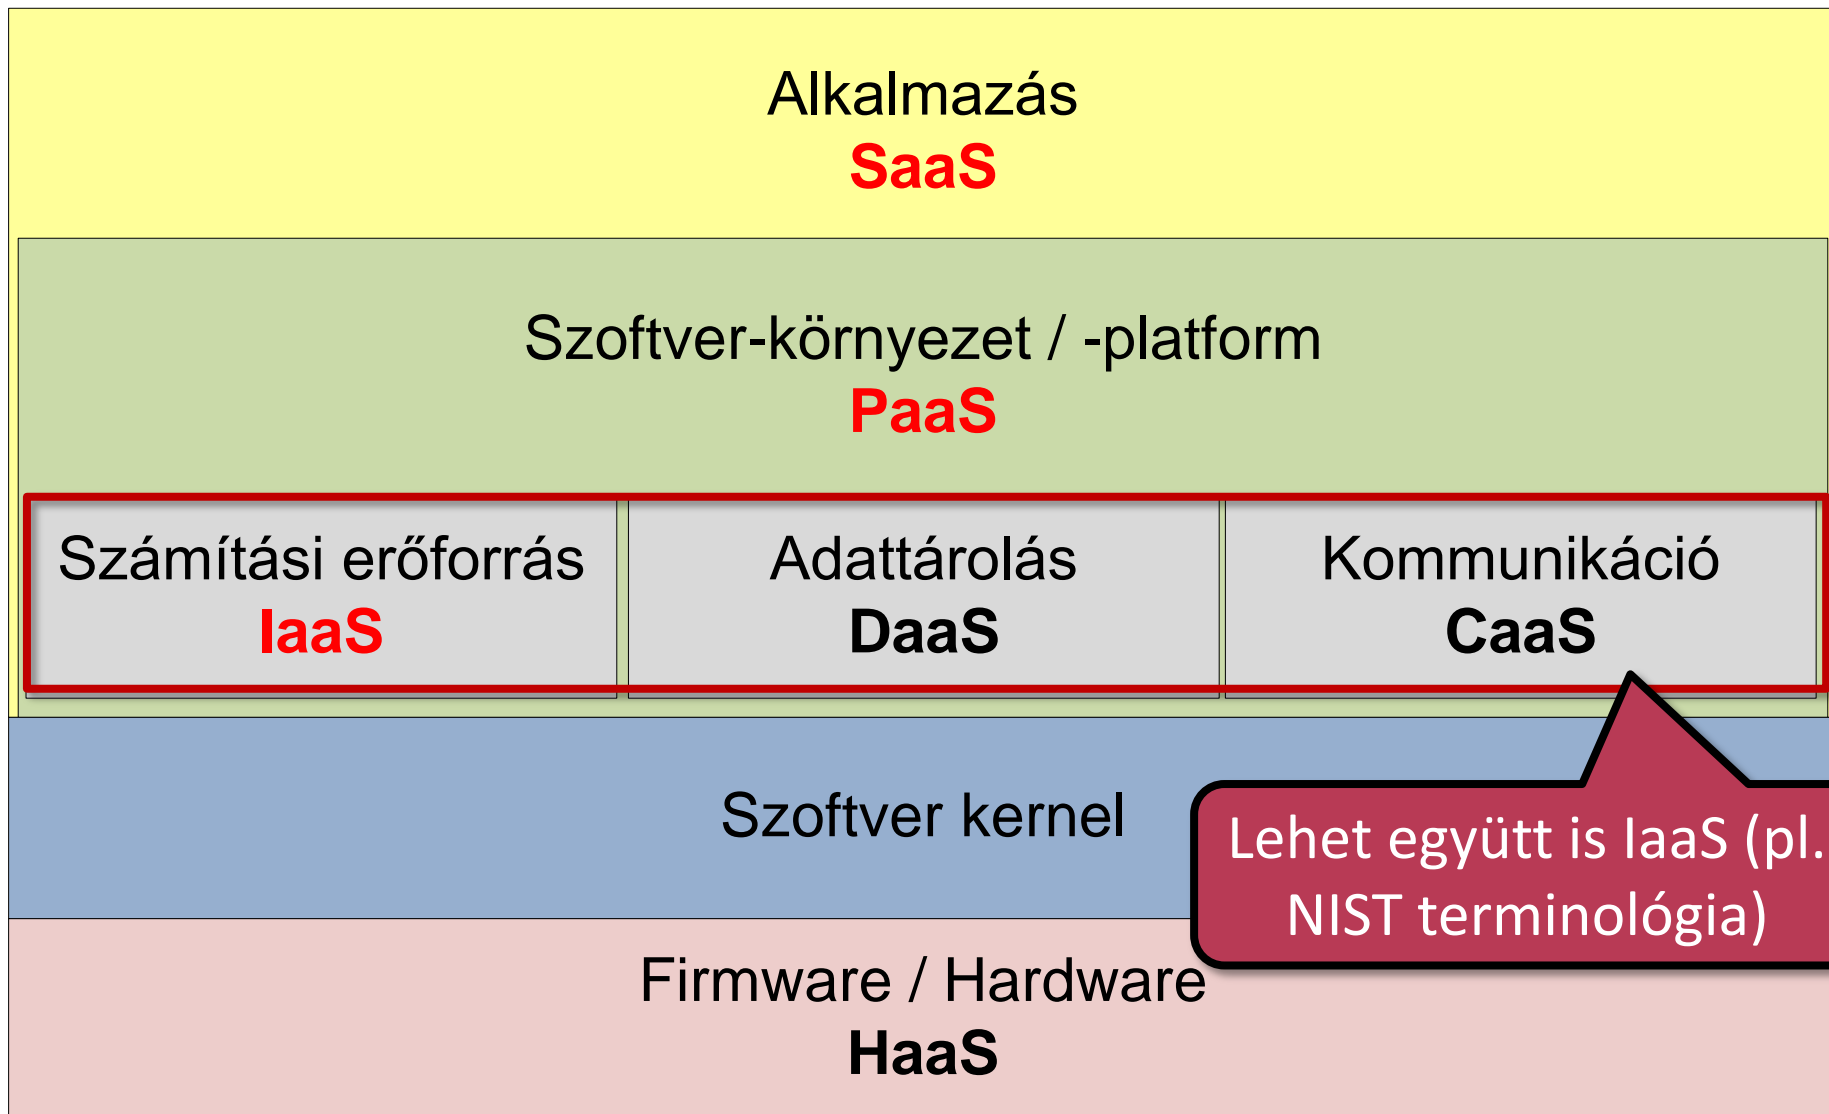 Alkalmazás
SaaS
Szoftver-környezet / -platform
PaaS
Számítási erőforrás
IaaS
Adattárolás
DaaS
Kommunikáció
CaaS
Szoftver kernel
Lehet együtt is IaaS (pl.
NIST terminológia)
Firmware / Hardware
HaaS